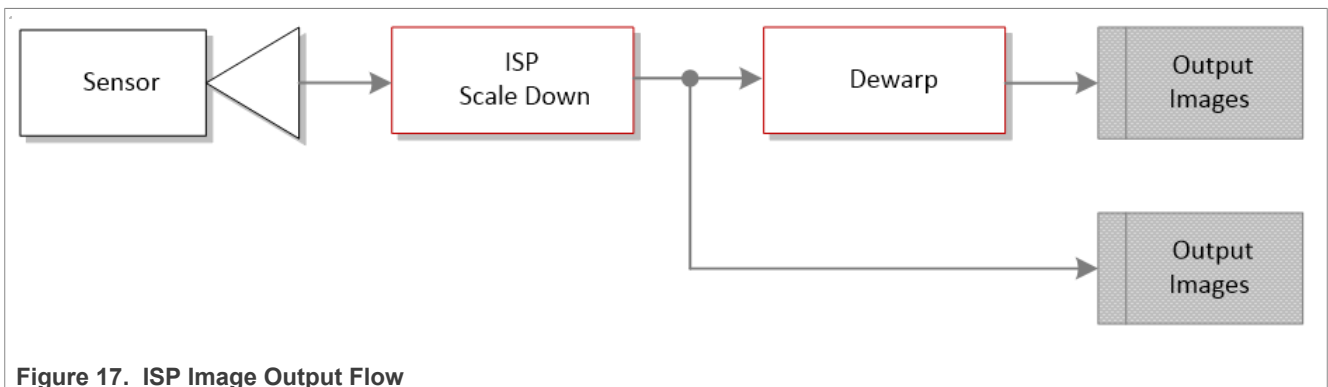 Sensor
ISP
Scale Down
Dewarp
Output
Images
Output
Images
Figure 17. ISP Image Output Flow